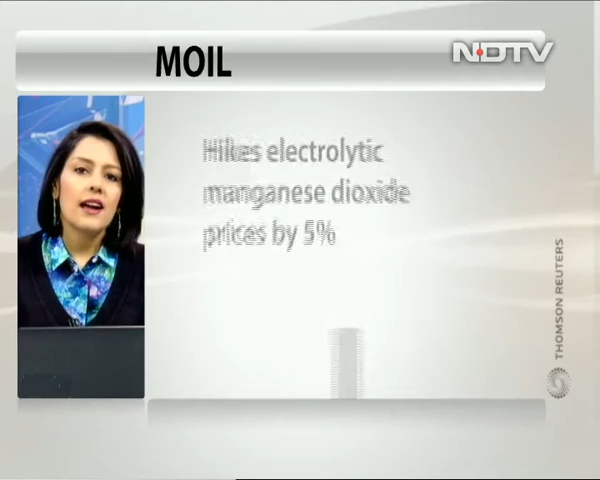 MOIL
NDTV
Hikes electrolytic
manganese dioxide
prices by 5%
THOMSON REUTERS